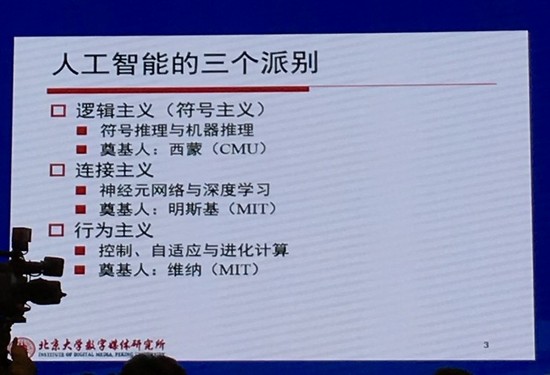 人工智能的三个派别
逻辑主义（符号主义）
符号推理与机器推理
奠基人：西蒙（CMU）
连接主义
神经元网络与深度学习
奠基人：明斯基（MIT）
行为主义
控制、自适应与进化计算
奠基人：维纳（MIT）
北京大学数字媒体研究所
INSTITUTE OF DIGITAL MEDIA, PEKING
3